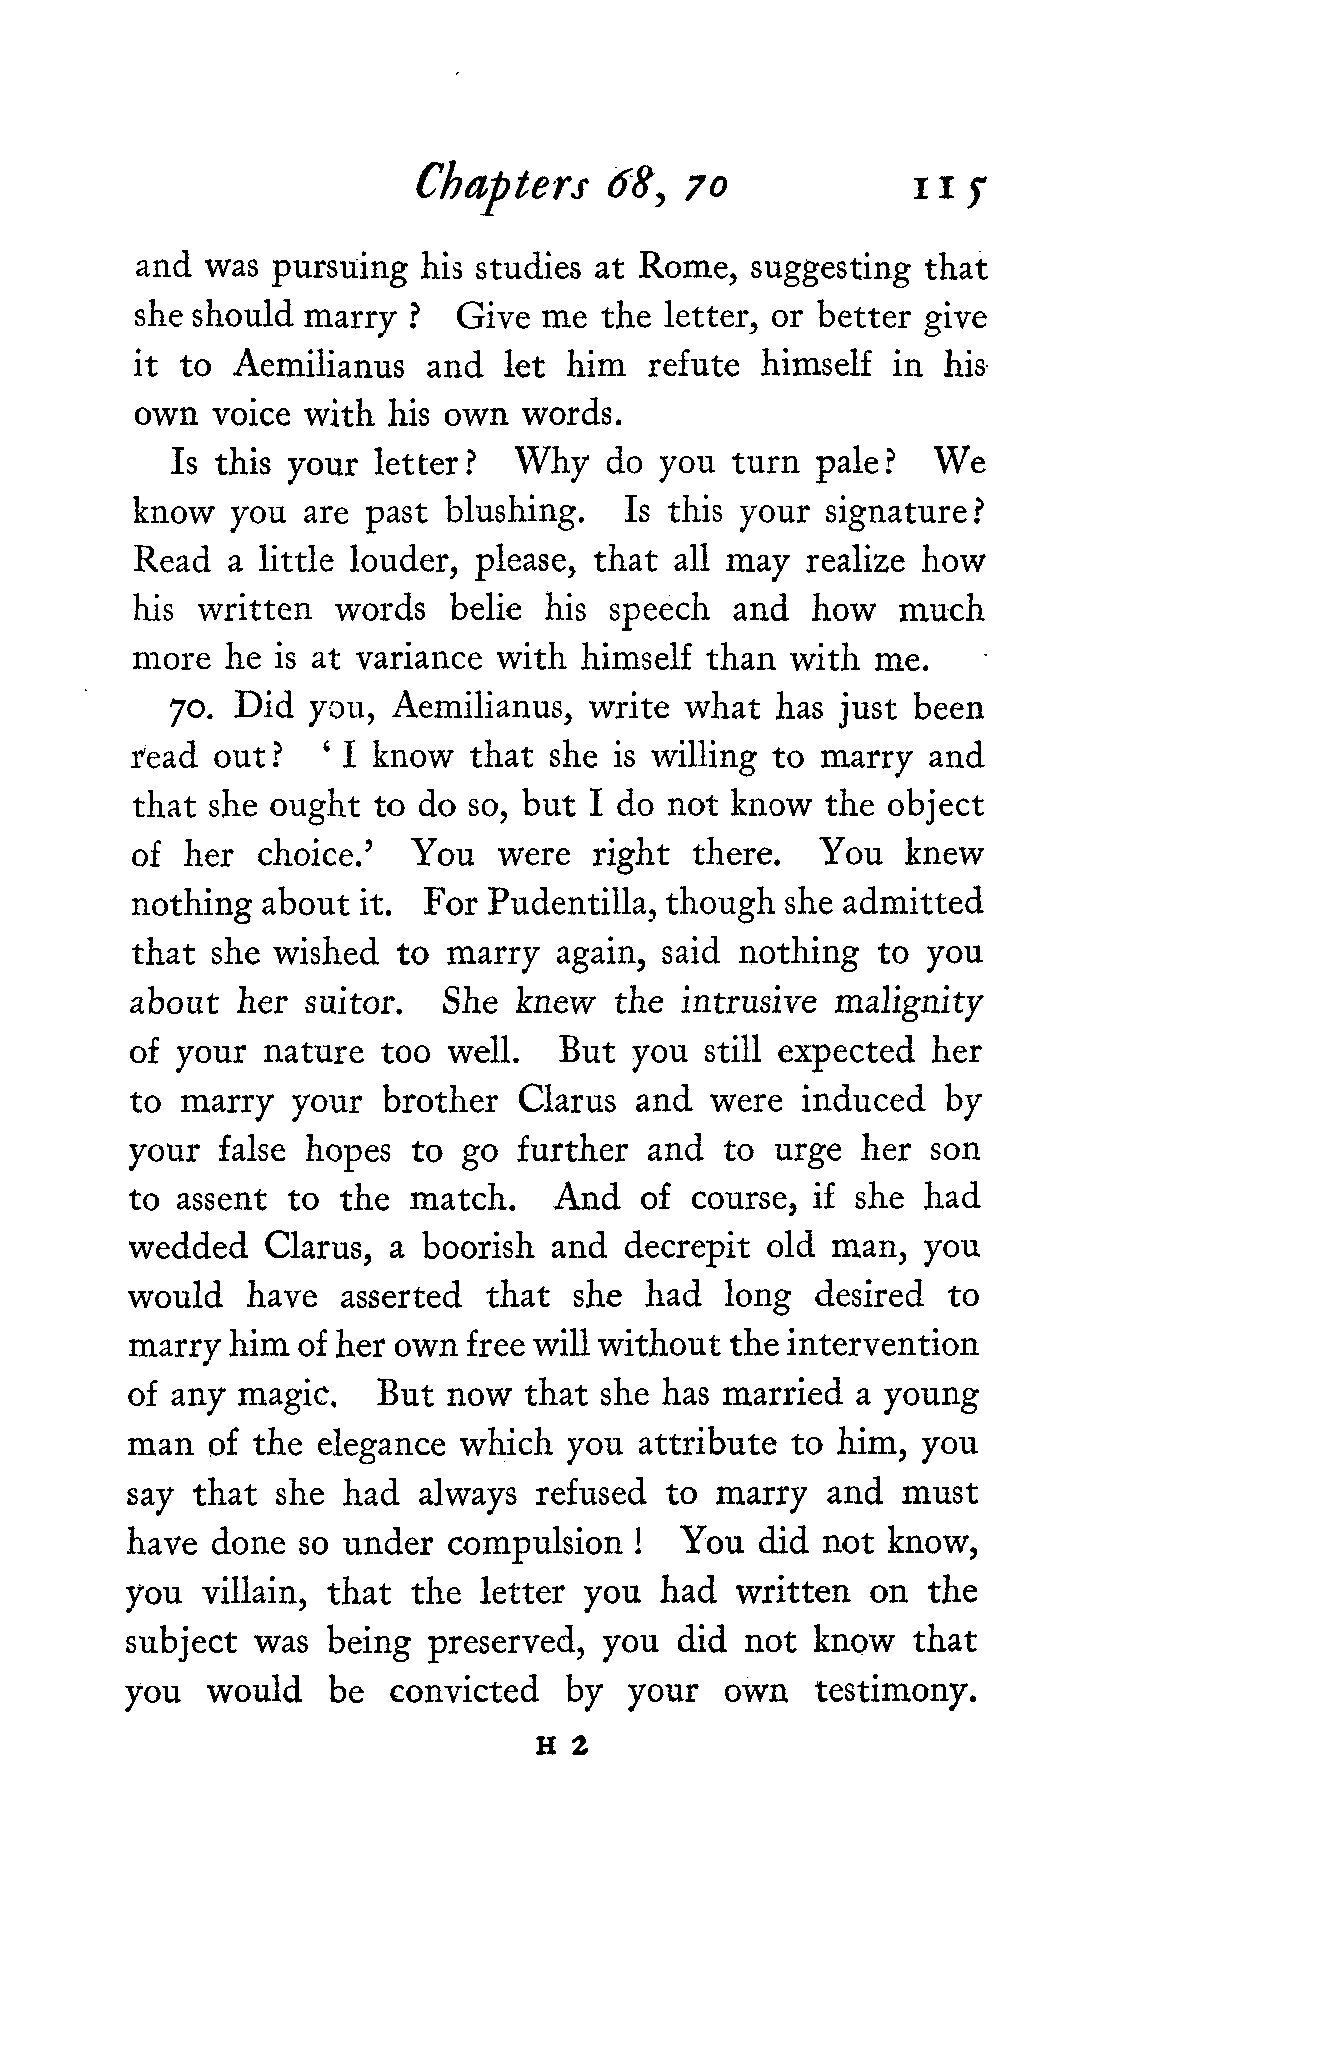 Chapters 68, 70 115
and was pursuing his studies at Rome, suggesting that
she should marry ? Give me the letter, or better give
it to Aemilianus and let him refute himself in his
own voice with his own words.
Is this your letter? Why do you turn pale? We
know you are past blushing. Is this your signature?
Read a little louder, please, that all may realize how
his written words belie his speech and how much
more he is at variance with himself than with me.
70. Did you, Aemilianus, write what has just been
read out? ‘ I know that she is willing to marry and
that she ought to do so, but I do not know the object
of her choice.’ You were right there. You knew
nothing about it. For Pudentilla, though she admitted
that she wished to marry again, said nothing to you
about her suitor. She knew the intrusive malignity
of your nature too well. But you still expected her
to marry your brother Clarus and were induced by
your false hopes to go further and to urge her son
to assent to the match. And of course, if she had
wedded Clarus, a boorish and decrepit old man, you
would have asserted that she had long desired to
marry him of her own free will without the intervention
of any magic. But now that she has married a young
man of the elegance which you attribute to him, you
say that she had always refused to marry and must
have done so under compulsion ! You did not know,
you villain, that the letter you had written on the
subject was being preserved, you did not know that
you would be convicted by your own testimony.
H 2